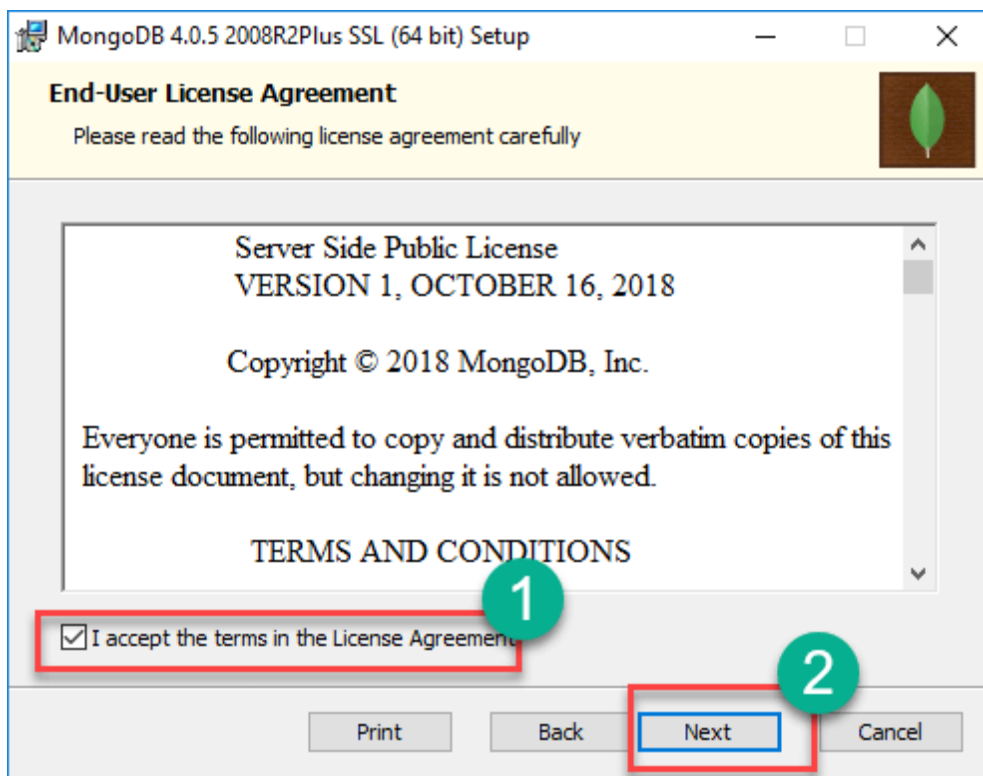 MongoDB 4.0.5 2008R2Plus SSL (64 bit) Setup
End-User License Agreement
Please read the following license agreement carefully
Server Side Public License
VERSION 1, OCTOBER 16, 2018
Copyright © 2018 MongoDB, Inc.
Everyone is permitted to copy and distribute verbatim copies of this
license document, but changing it is not allowed.
TERMS AND CONDITIONS
1
I accept the terms in the License Agreement
2
Print Back Next Cancel